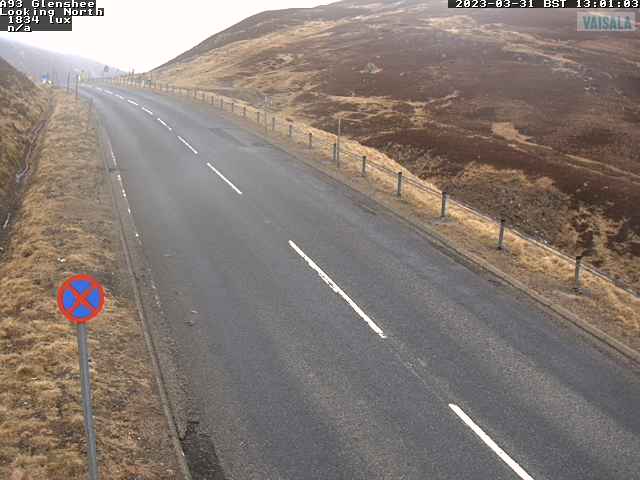 A93 Glenshee
Looking North
1834 lux
n/a
2023-03-31 BST 13:01:03
VAISALA